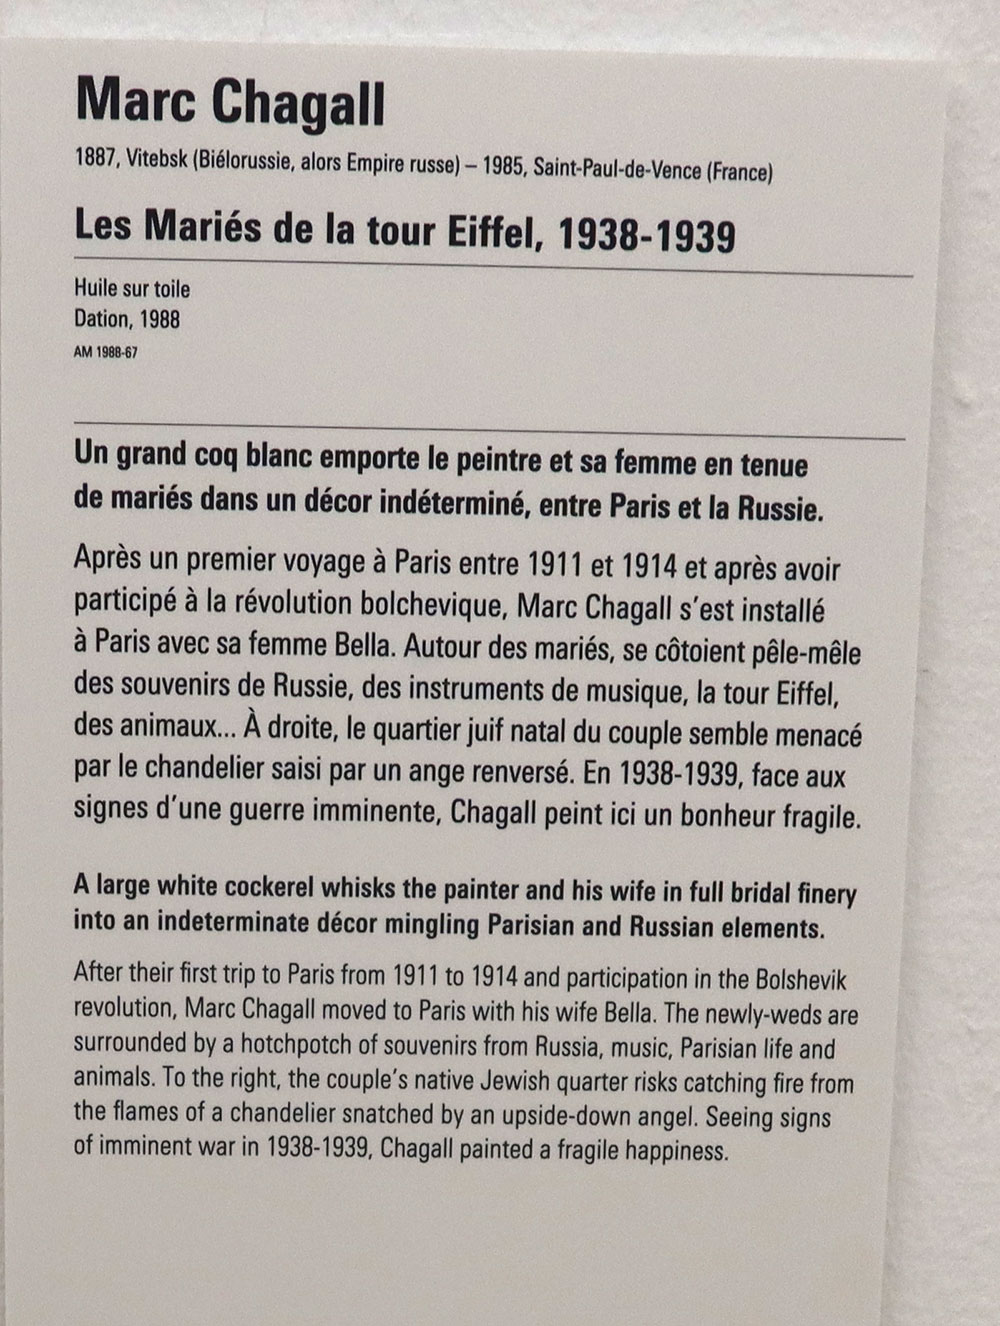 Marc Chagall
1887, Vitebsk (Biélorussie, alors Empire russe) – 1985, Saint-Paul-de-Vence (France)
Les Mariés de la tour Eiffel, 1938-1939
Huile sur toile
Dation, 1988
AM 1988-67
Un grand coq blanc emporte le peintre et sa femme en tenue
de mariés dans un décor indéterminé, entre Paris et la Russie.
Après un premier voyage à Paris entre 1911 et 1914 et après avoir
participé à la révolution bolchevique, Marc Chagall s'est installé
à Paris avec sa femme Bella. Autour des mariés, se côtoient pêle-mêle
des souvenirs de Russie, des instruments de musique, la tour Eiffel,
des animaux... À droite, le quartier juif natal du couple semble menacé
par le chandelier saisi par un ange renversé. En 1938-1939, face aux
signes d'une guerre imminente, Chagall peint ici un bonheur fragile.
A large white cockerel whisks the painter and his wife in full bridal finery
into an indeterminate décor mingling Parisian and Russian elements.
After their first trip to Paris from 1911 to 1914 and participation in the Bolshevik
revolution, Marc Chagall moved to Paris with his wife Bella. The newly-weds are
surrounded by a hotchpotch of souvenirs from Russia, music, Parisian life and
animals. To the right, the couple's native Jewish quarter risks catching fire from
the flames of a chandelier snatched by an upside-down angel. Seeing signs
of imminent war in 1938-1939, Chagall painted a fragile happiness.